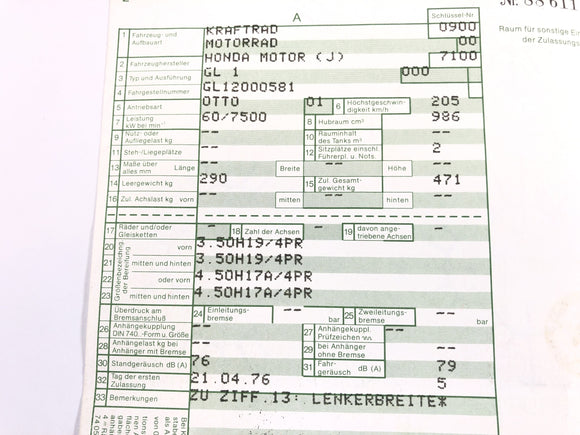 A
Nr. 88611
Raum für sonstige Ein
der Zulassungs
Schlüssel-Nr.
1 Fahrzeug- und Aufbauart KRAFTRAD 0900
MOTORRAD 00
2 Fahrzeughersteller HONDA MOTOR (J) 7100
3 Typ und Ausführung GL 1 000
4 Fahrgestellnummer GL12000581
5 Antriebsart OTTO 01 6 Höchstgeschwindigkeit km/h 205
7 Leistung kW bei min⁻¹ 60/7500 8 Hubraum cm³ 986
9 Nutz- oder Aufliegelast kg -- 10 Rauminhalt des Tanks m³ --
11 Steh-/Liegeplätze -- 12 Sitzplätze einschl. Führerpl. u. Nots. 2
13 Maße über alles mm Länge -- Breite -- Höhe --
14 Leergewicht kg 290 15 Zul. Gesamtgewicht kg 471
16 Zul. Achslast kg vorn -- mitten -- hinten --
17 Räder und/oder Gleisketten - 18 Zahl der Achsen - 19 davon angetriebene Achsen -
Größenbezeichnung der Bereifung
20 vorn 3.50H19/4PR
21 mitten und hinten 3.50H19/4PR
22 oder vorn 4.50H17A/4PR
23 mitten und hinten 4.50H17A/4PR
Überdruck am Bremsanschluß 24 Einleitungsbremse -- bar 25 Zweileitungsbremse -- bar
26 Anhängekupplung DIN 740..-Form u. Größe -- 27 Anhängekuppl. Prüfzeichen --
28 Anhängelast kg bei Anhänger mit Bremse -- 29 bei Anhänger ohne Bremse --
30 Standgeräusch dB (A) 76 31 Fahrgeräusch dB (A) 79
32 Tag der ersten Zulassung 21.04.76 5
33 Bemerkungen ZU ZIFF.13: LENKERBREITE*